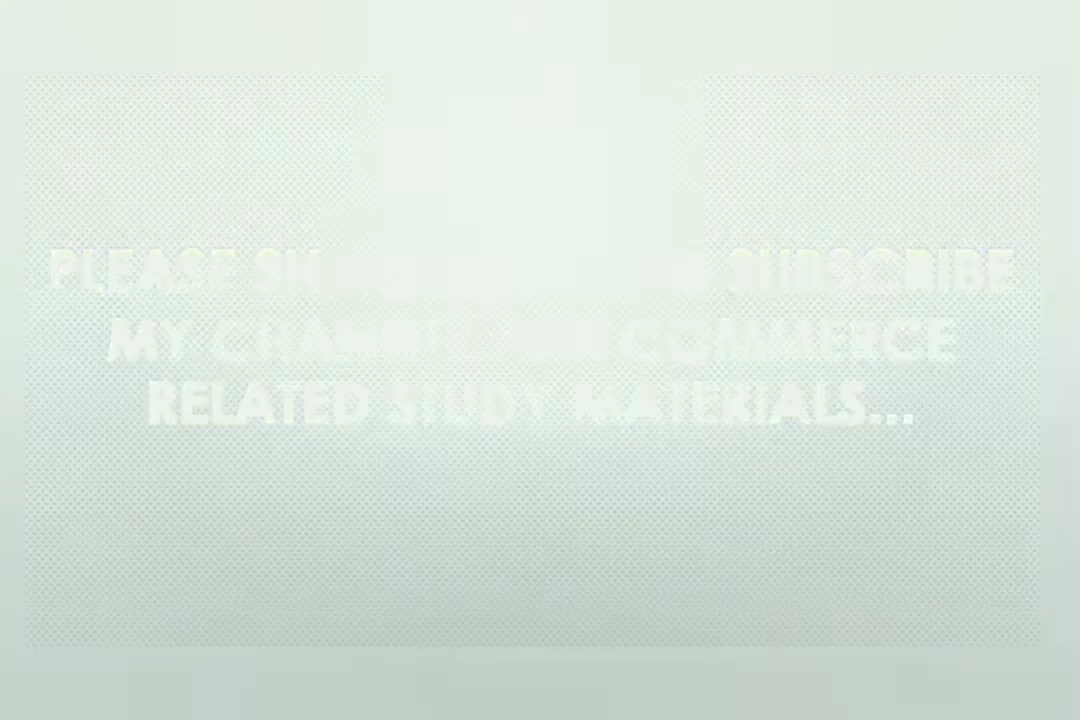 PLEASE SUBSCRIBE
MY CHANNEL COMMERCE
RELATED STUDY MATERIALS...